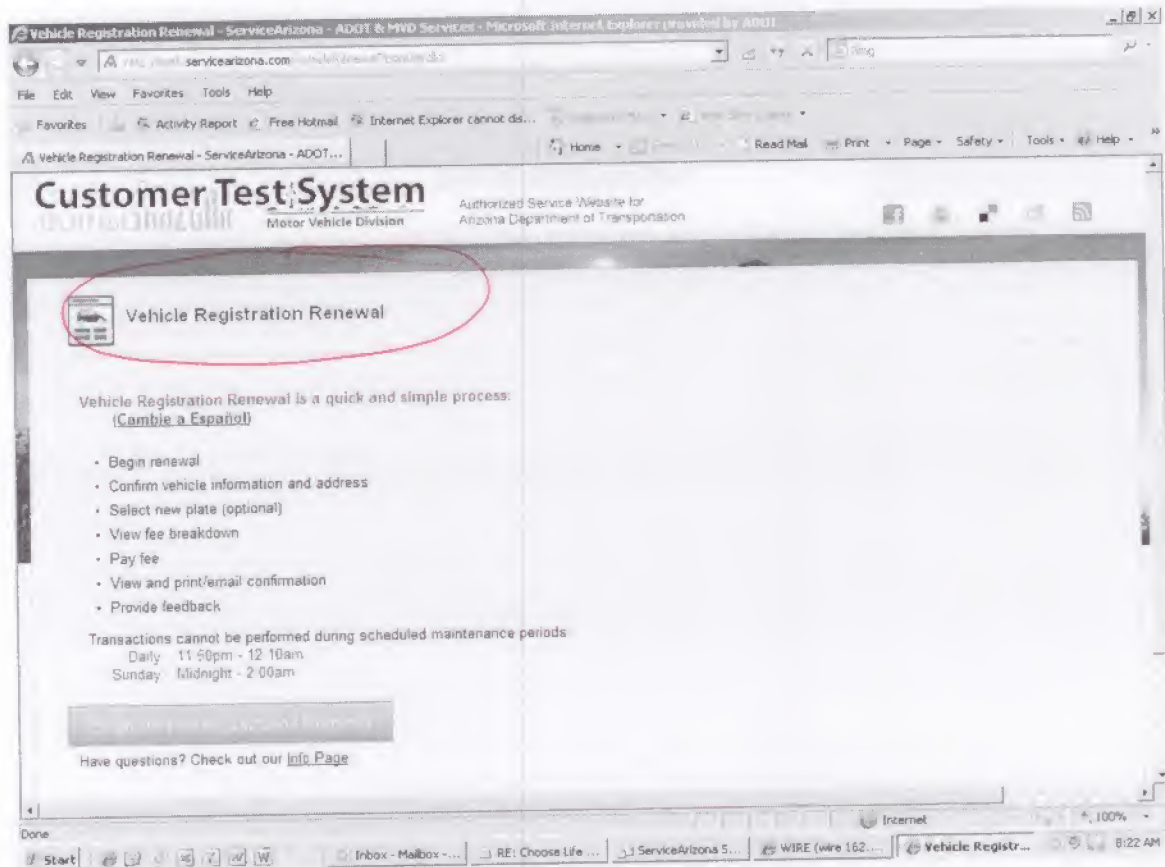 Vehicle Registration Renewal - ServiceArizona - ADOT & MVD Services - Microsoft Internet Explorer provided by ADOT
servicearizona.com
Bing
File Edit View Favorites Tools Help
Favorites Activity Report Free Hotmail Internet Explorer cannot dis...
Vehicle Registration Renewal - ServiceArizona - ADOT... Home Read Mail Print Page Safety Tools Help
Customer Test System
Motor Vehicle Division
Authorized Service Website for
Arizona Department of Transportation
Vehicle Registration Renewal
Vehicle Registration Renewal is a quick and simple process:
(Cambie a Español)
• Begin renewal
• Confirm vehicle information and address
• Select new plate (optional)
• View fee breakdown
• Pay fee
• View and print/email confirmation
• Provide feedback
Transactions cannot be performed during scheduled maintenance periods
Daily 11:50pm - 12:10am
Sunday Midnight - 2:00am
Have questions? Check out our Info Page
Done Internet 100%
Start Inbox - Mailbox -... RE: Choose Life ... ServiceArizona S... WIRE (wire 162... Vehicle Registr... 8:22 AM